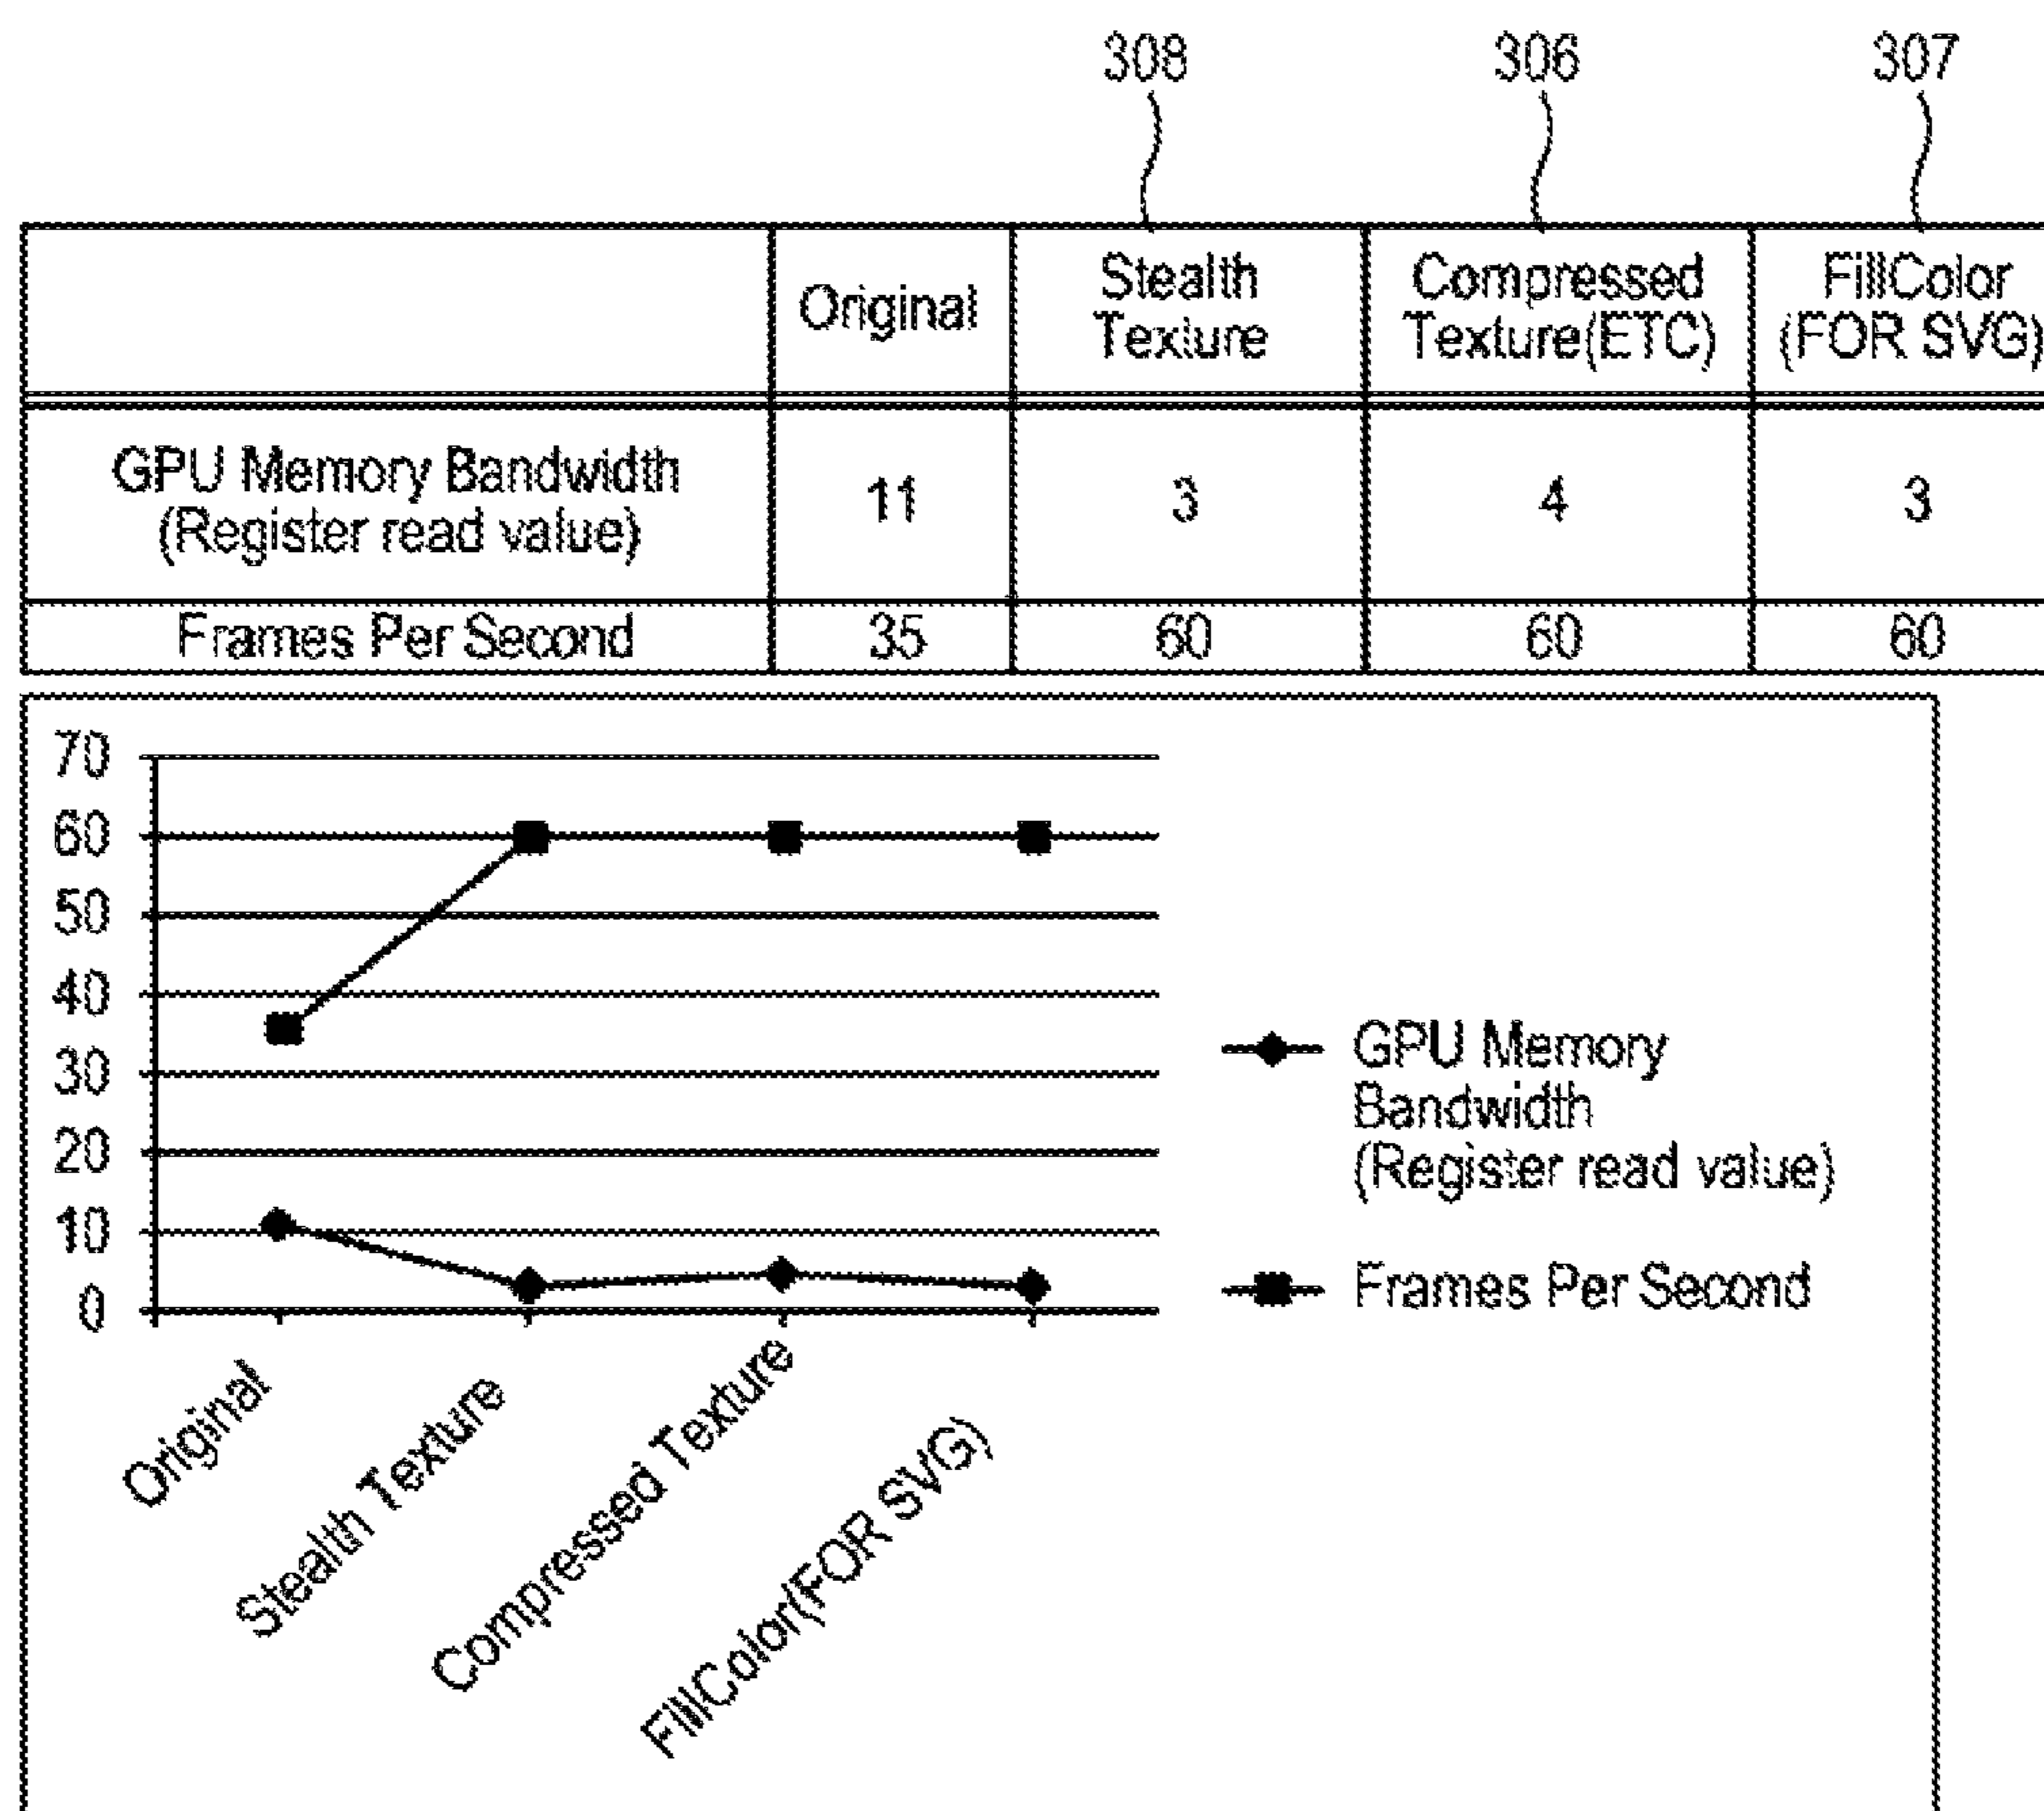 308 306 307
Original Stealth Texture Compressed Texture(ETC) FillColor (FOR SVG)
GPU Memory Bandwidth (Register read value) 11 3 4 3
Frames Per Second 35 60 60 60
70
60
50
40
30
20
10
0
Original
Stealth Texture
Compressed Texture
FillColor(FOR SVG)
GPU Memory
Bandwidth
(Register read value)
Frames Per Second